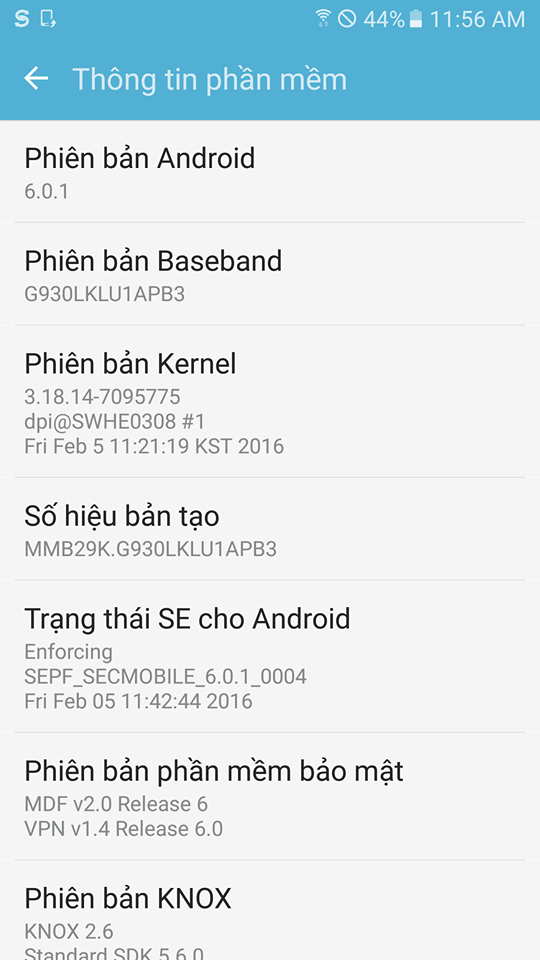 44% 11:56 AM
Thông tin phần mềm
Phiên bản Android
6.0.1
Phiên bản Baseband
G930LKLU1APB3
Phiên bản Kernel
3.18.14-7095775
dpi@SWHE0308 #1
Fri Feb 5 11:21:19 KST 2016
Số hiệu bản tạo
MMB29K.G930LKLU1APB3
Trạng thái SE cho Android
Enforcing
SEPF_SECMOBILE_6.0.1_0004
Fri Feb 05 11:42:44 2016
Phiên bản phần mềm bảo mật
MDF v2.0 Release 6
VPN v1.4 Release 6.0
Phiên bản KNOX
KNOX 2.6
Standard SDK 5.6.0